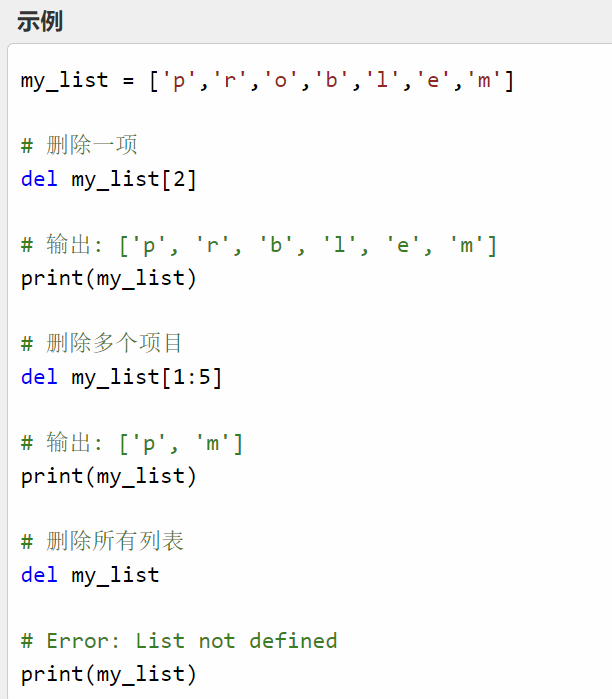 示例
my_list = ['p','r','o','b','l','e','m']
# 删除一项
del my_list[2]
# 输出: ['p', 'r', 'b', 'l', 'e', 'm']
print(my_list)
# 删除多个项目
del my_list[1:5]
# 输出: ['p', 'm']
print(my_list)
# 删除所有列表
del my_list
# Error: List not defined
print(my_list)